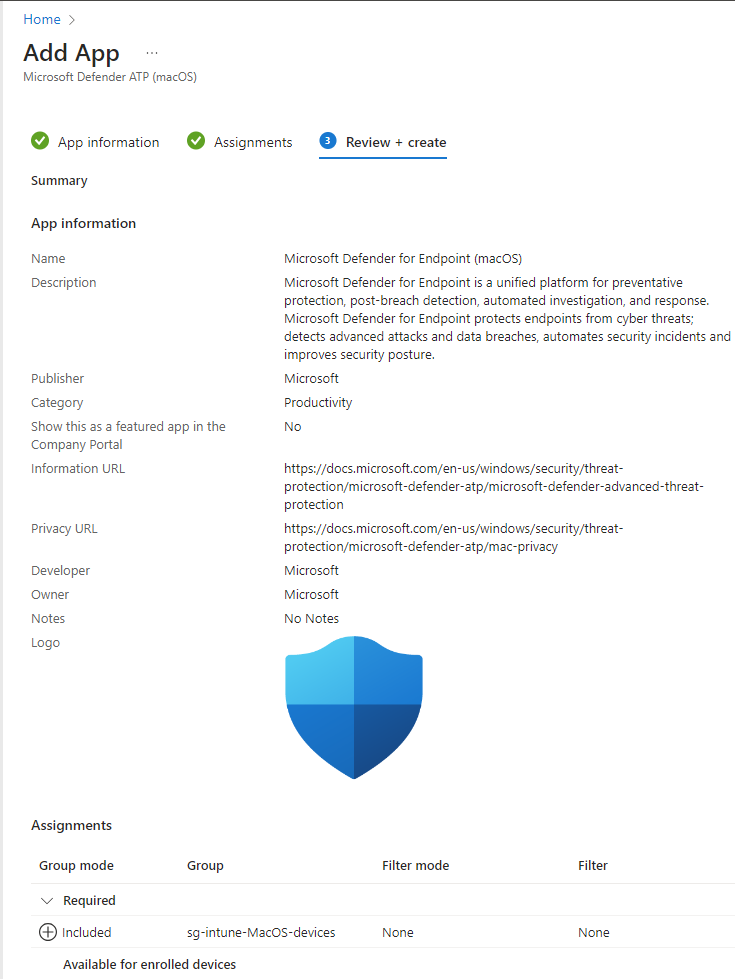 Home
Add App ...
Microsoft Defender ATP (macOS)
App information
Assignments
3 Review + create
Summary
App information
Name Microsoft Defender for Endpoint (macOS)
Description Microsoft Defender for Endpoint is a unified platform for preventative
protection, post-breach detection, automated investigation, and response.
Microsoft Defender for Endpoint protects endpoints from cyber threats;
detects advanced attacks and data breaches, automates security incidents and
improves security posture.
Publisher Microsoft
Category Productivity
Show this as a featured app in the No
Company Portal
Information URL https://docs.microsoft.com/en-us/windows/security/threat-
protection/microsoft-defender-atp/microsoft-defender-advanced-threat-
protection
Privacy URL https://docs.microsoft.com/en-us/windows/security/threat-
protection/microsoft-defender-atp/mac-privacy
Developer Microsoft
Owner Microsoft
Notes No Notes
Logo
Assignments
Group mode Group Filter mode Filter
Required
Included sg-intune-MacOS-devices None None
Available for enrolled devices